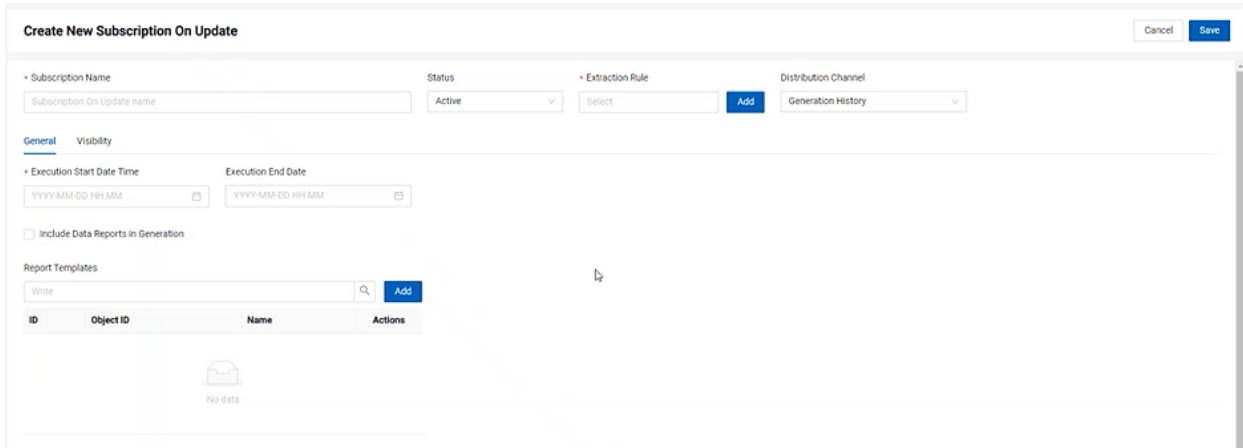 Create New Subscription On Update
Cancel Save
* Subscription Name Status * Extraction Rule Distribution Channel
Subscription On Update name Active Select Add Generation History
General Visibility
* Execution Start Date Time Execution End Date
YYYY-MM-DD HH:MM YYYY-MM-DD HH:MM
Include Data Reports in Generation
Report Templates
Write Add
ID Object ID Name Actions
No data